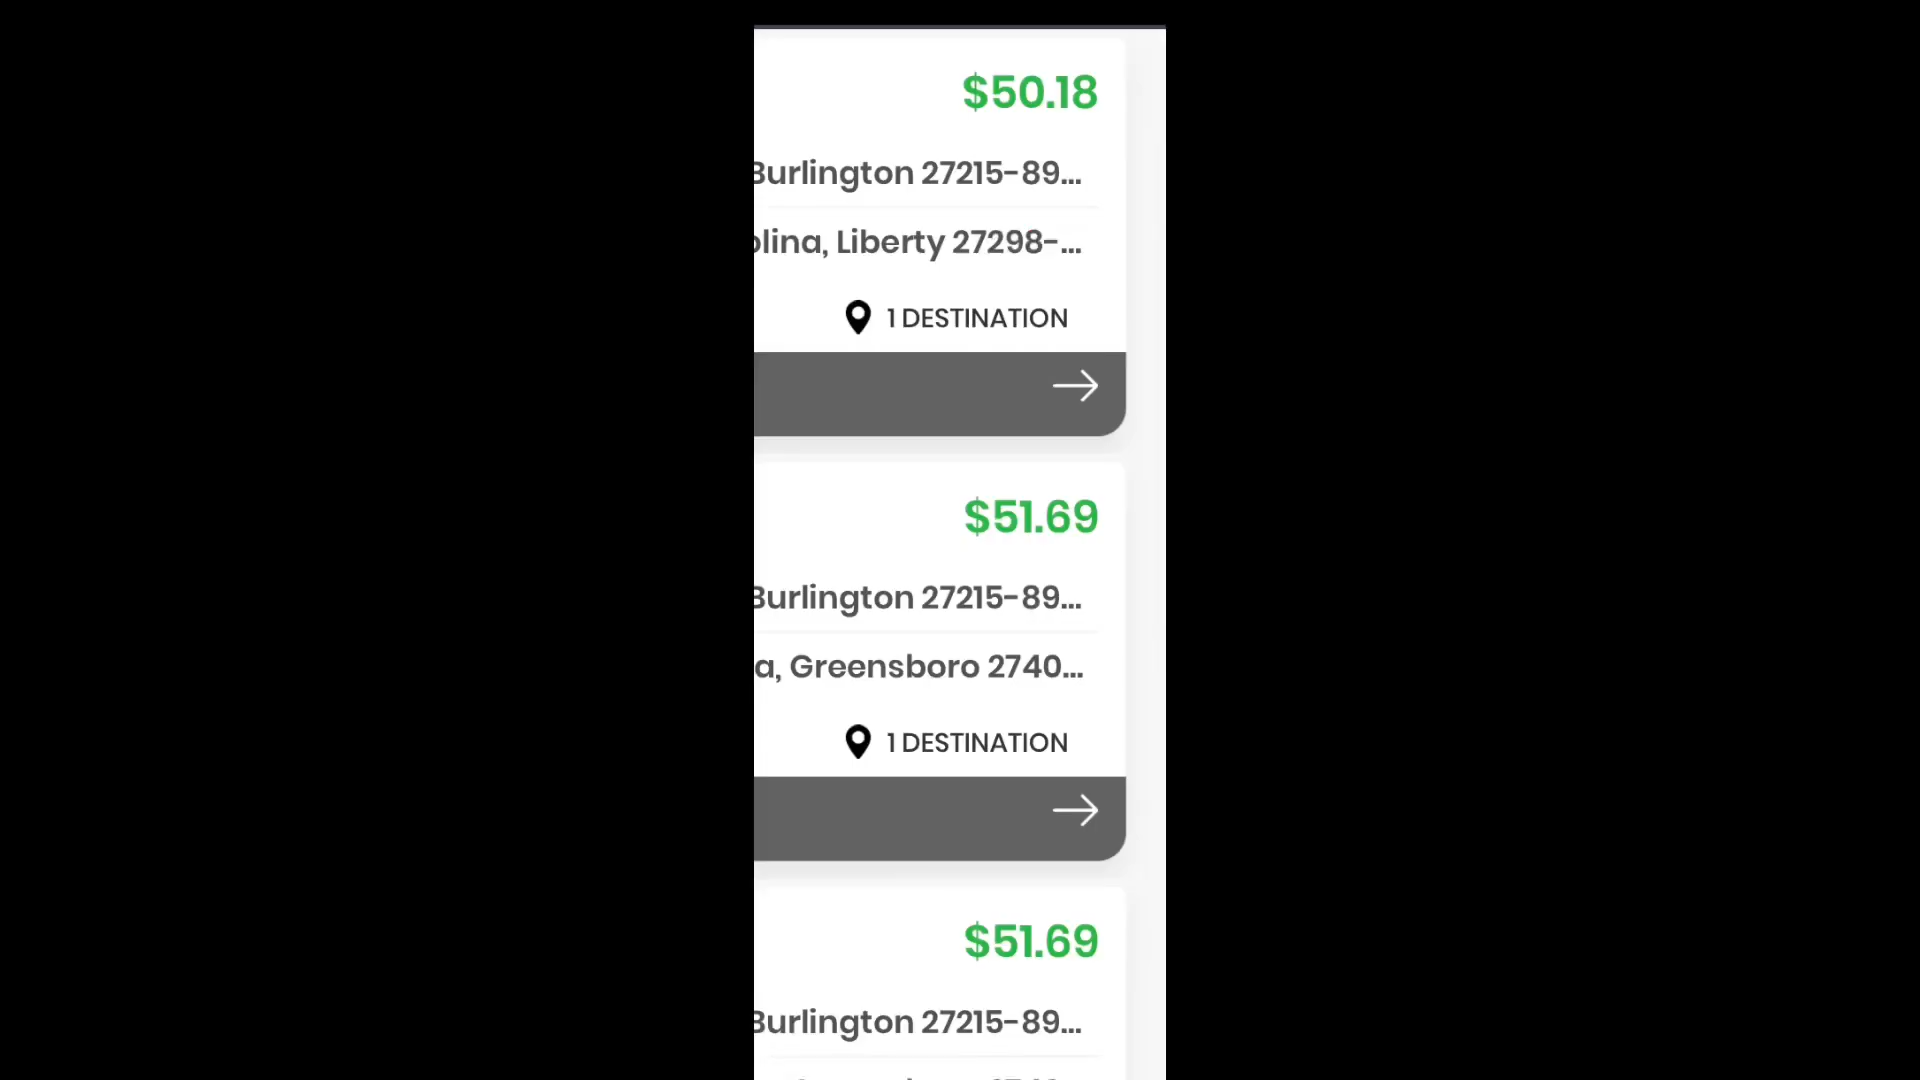 $50.18
Burlington 27215-89...
olina, Liberty 27298-...
1 DESTINATION
$51.69
Burlington 27215-89...
a, Greensboro 2740...
1 DESTINATION
$51.69
Burlington 27215-89...